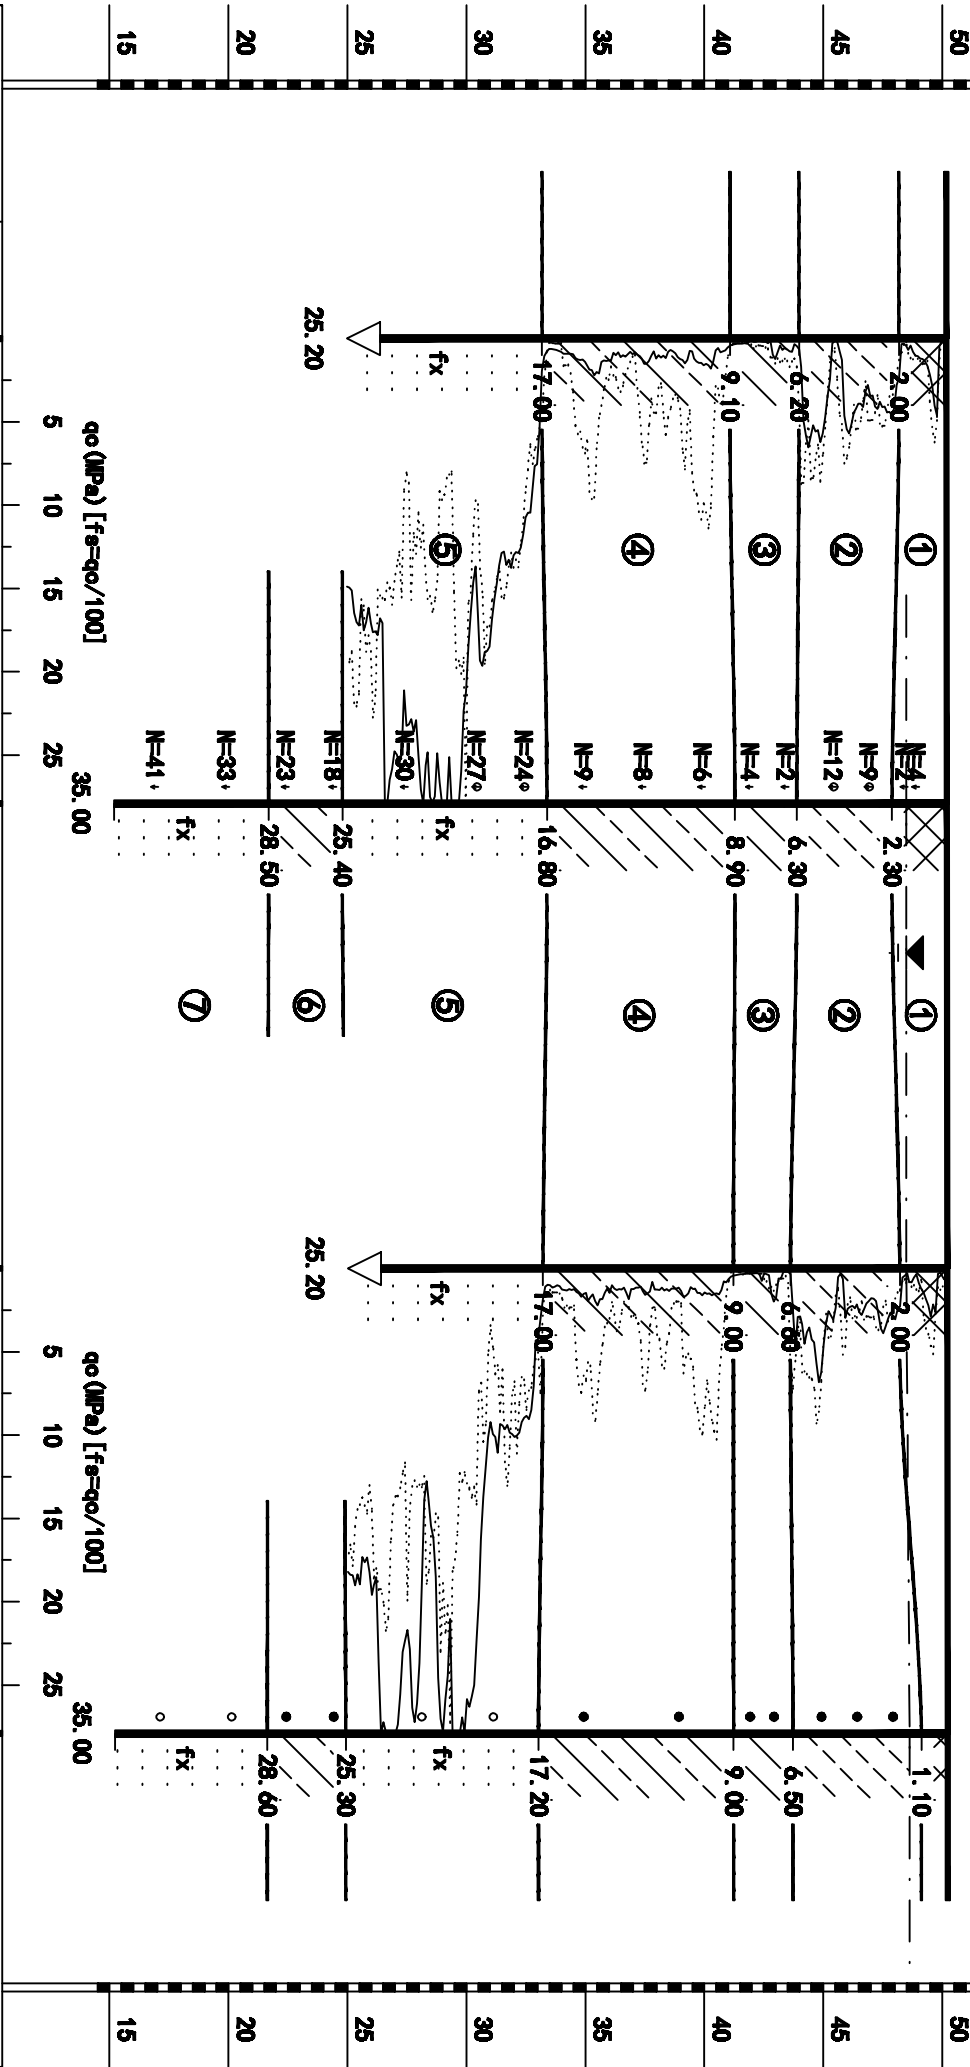 50
45
40
35
30
25
20
15
2.00
6.20
9.10
17.00
fx
25.20
①
②
③
④
⑤
5 10 15 20 25
qc(MPa) [fs=qc/100]
N=4
N=2
N=9
N=12
N=2
N=4
N=6
N=8
N=9
N=24
N=27
N=30
N=18
N=23
N=33
N=41
2.30
6.30
8.90
16.80
fx
25.40
28.50
fx
35.00
①
②
③
④
⑤
⑥
⑦
2.00
6.60
9.00
17.00
fx
25.20
5 10 15 20 25
qc(MPa) [fs=qc/100]
1.10
6.50
9.00
17.20
fx
25.30
28.60
fx
35.00
50
45
40
35
30
25
20
15